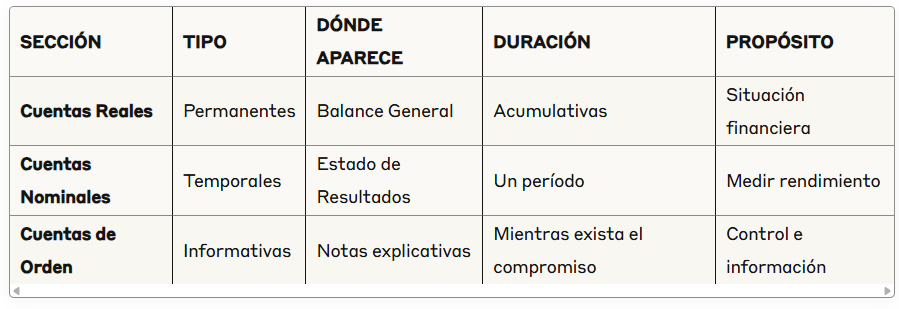 SECCIÓN TIPO DÓNDE APARECE DURACIÓN PROPÓSITO
Cuentas Reales Permanentes Balance General Acumulativas Situación financiera
Cuentas Nominales Temporales Estado de Resultados Un período Medir rendimiento
Cuentas de Orden Informativas Notas explicativas Mientras exista el compromiso Control e información